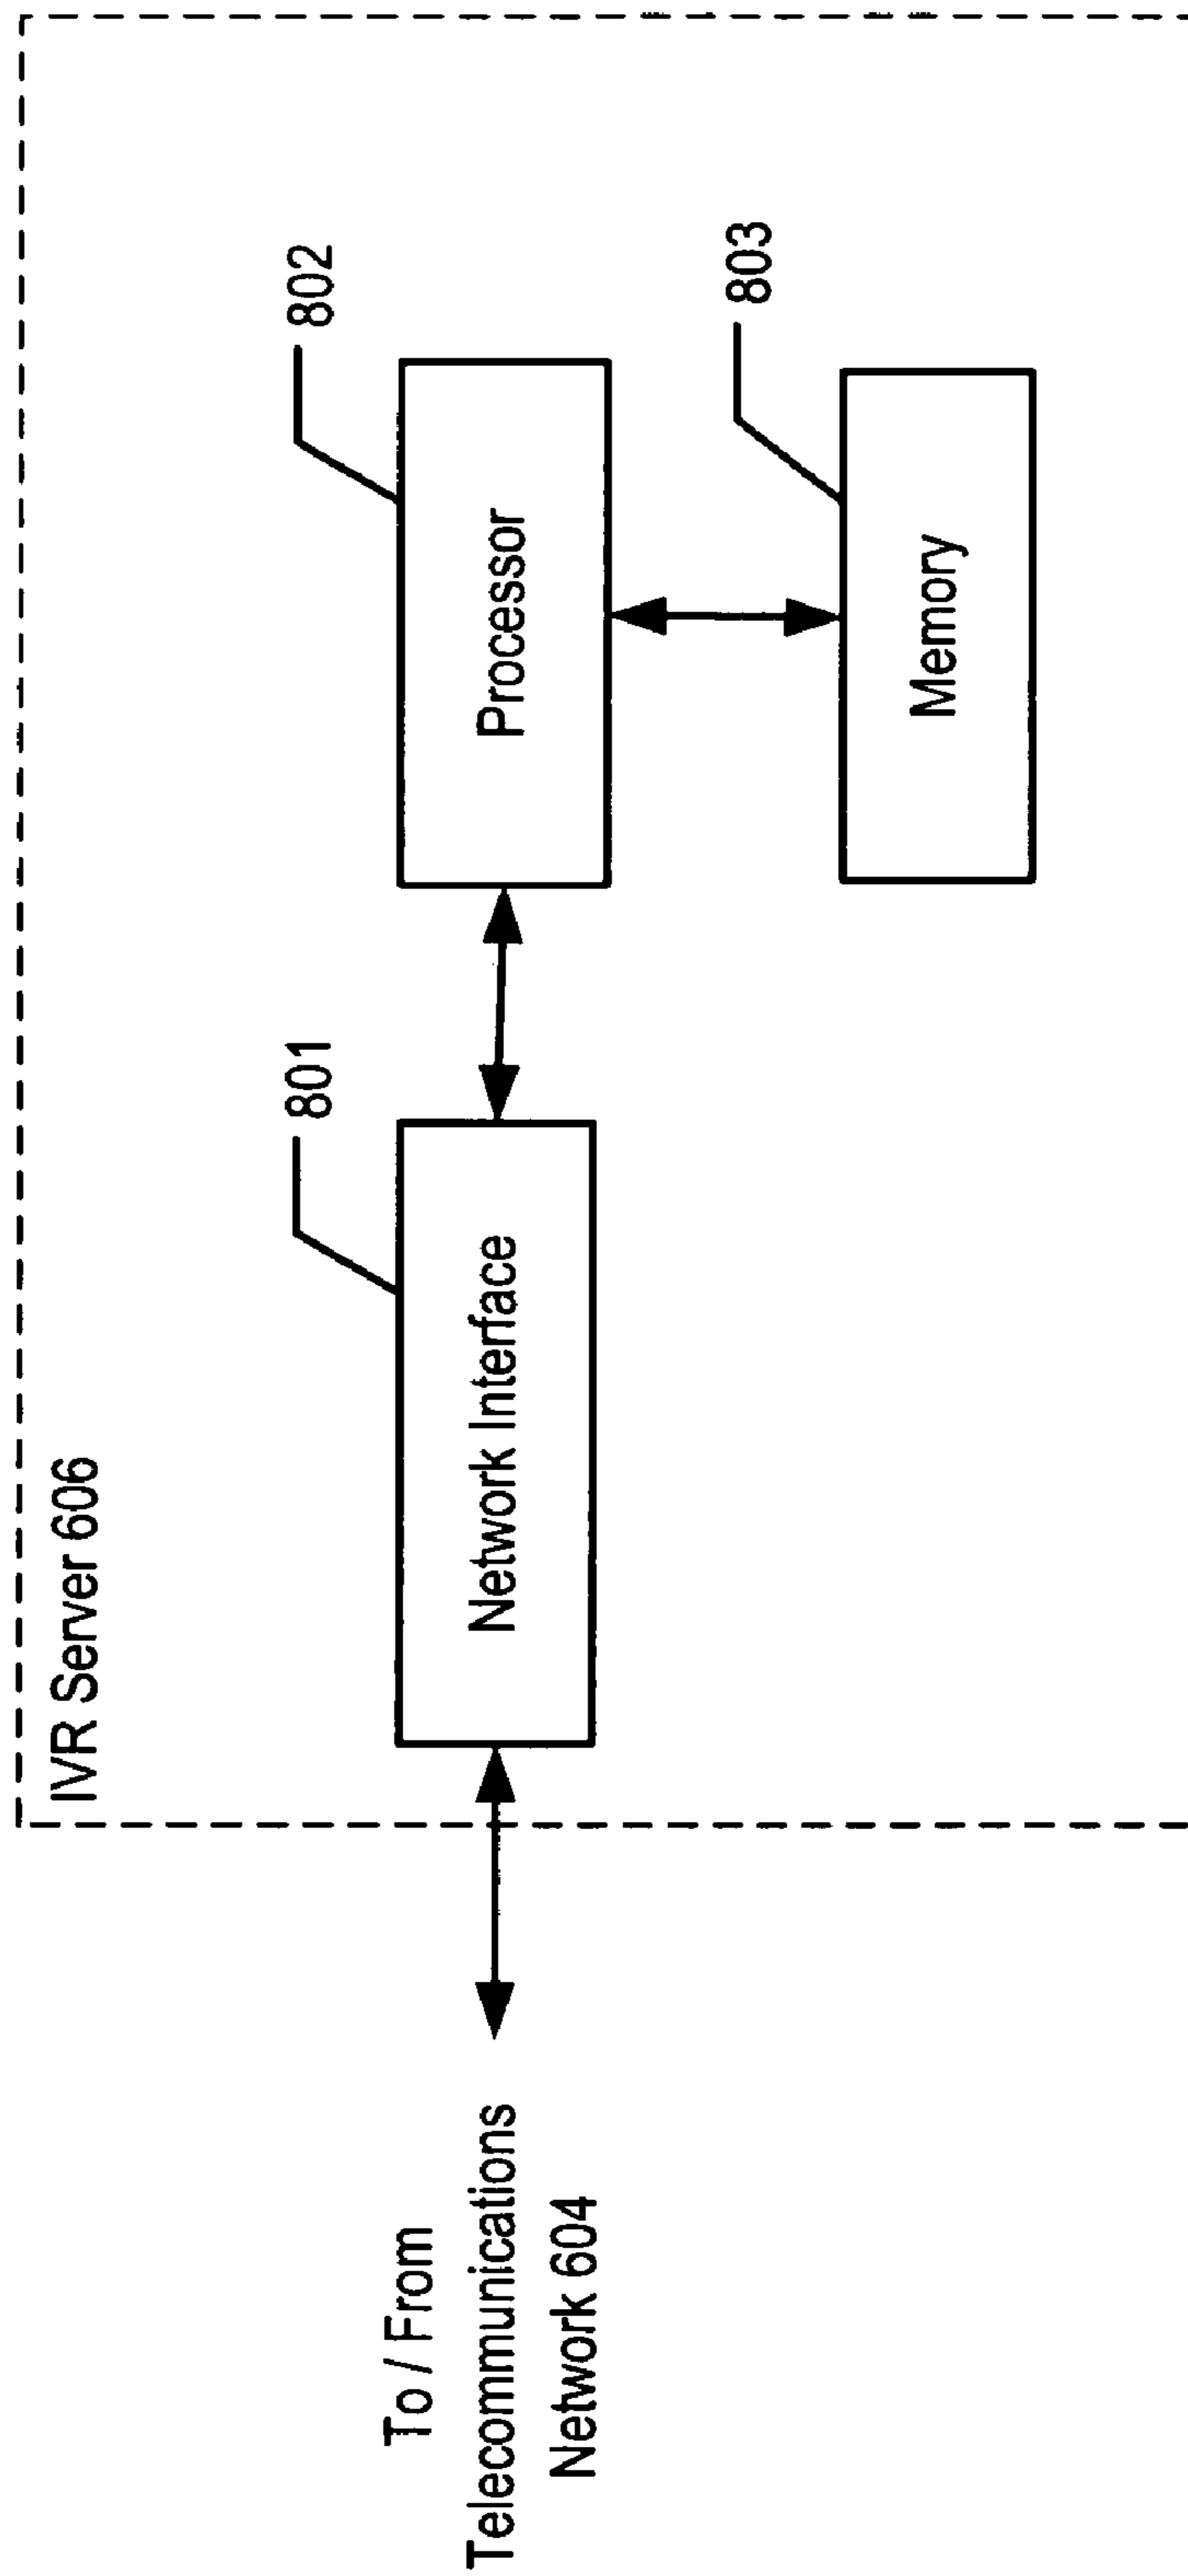 IVR Server 606
801
802
To / From
Telecommunications
Network 604
Network Interface
Processor
803
Memory